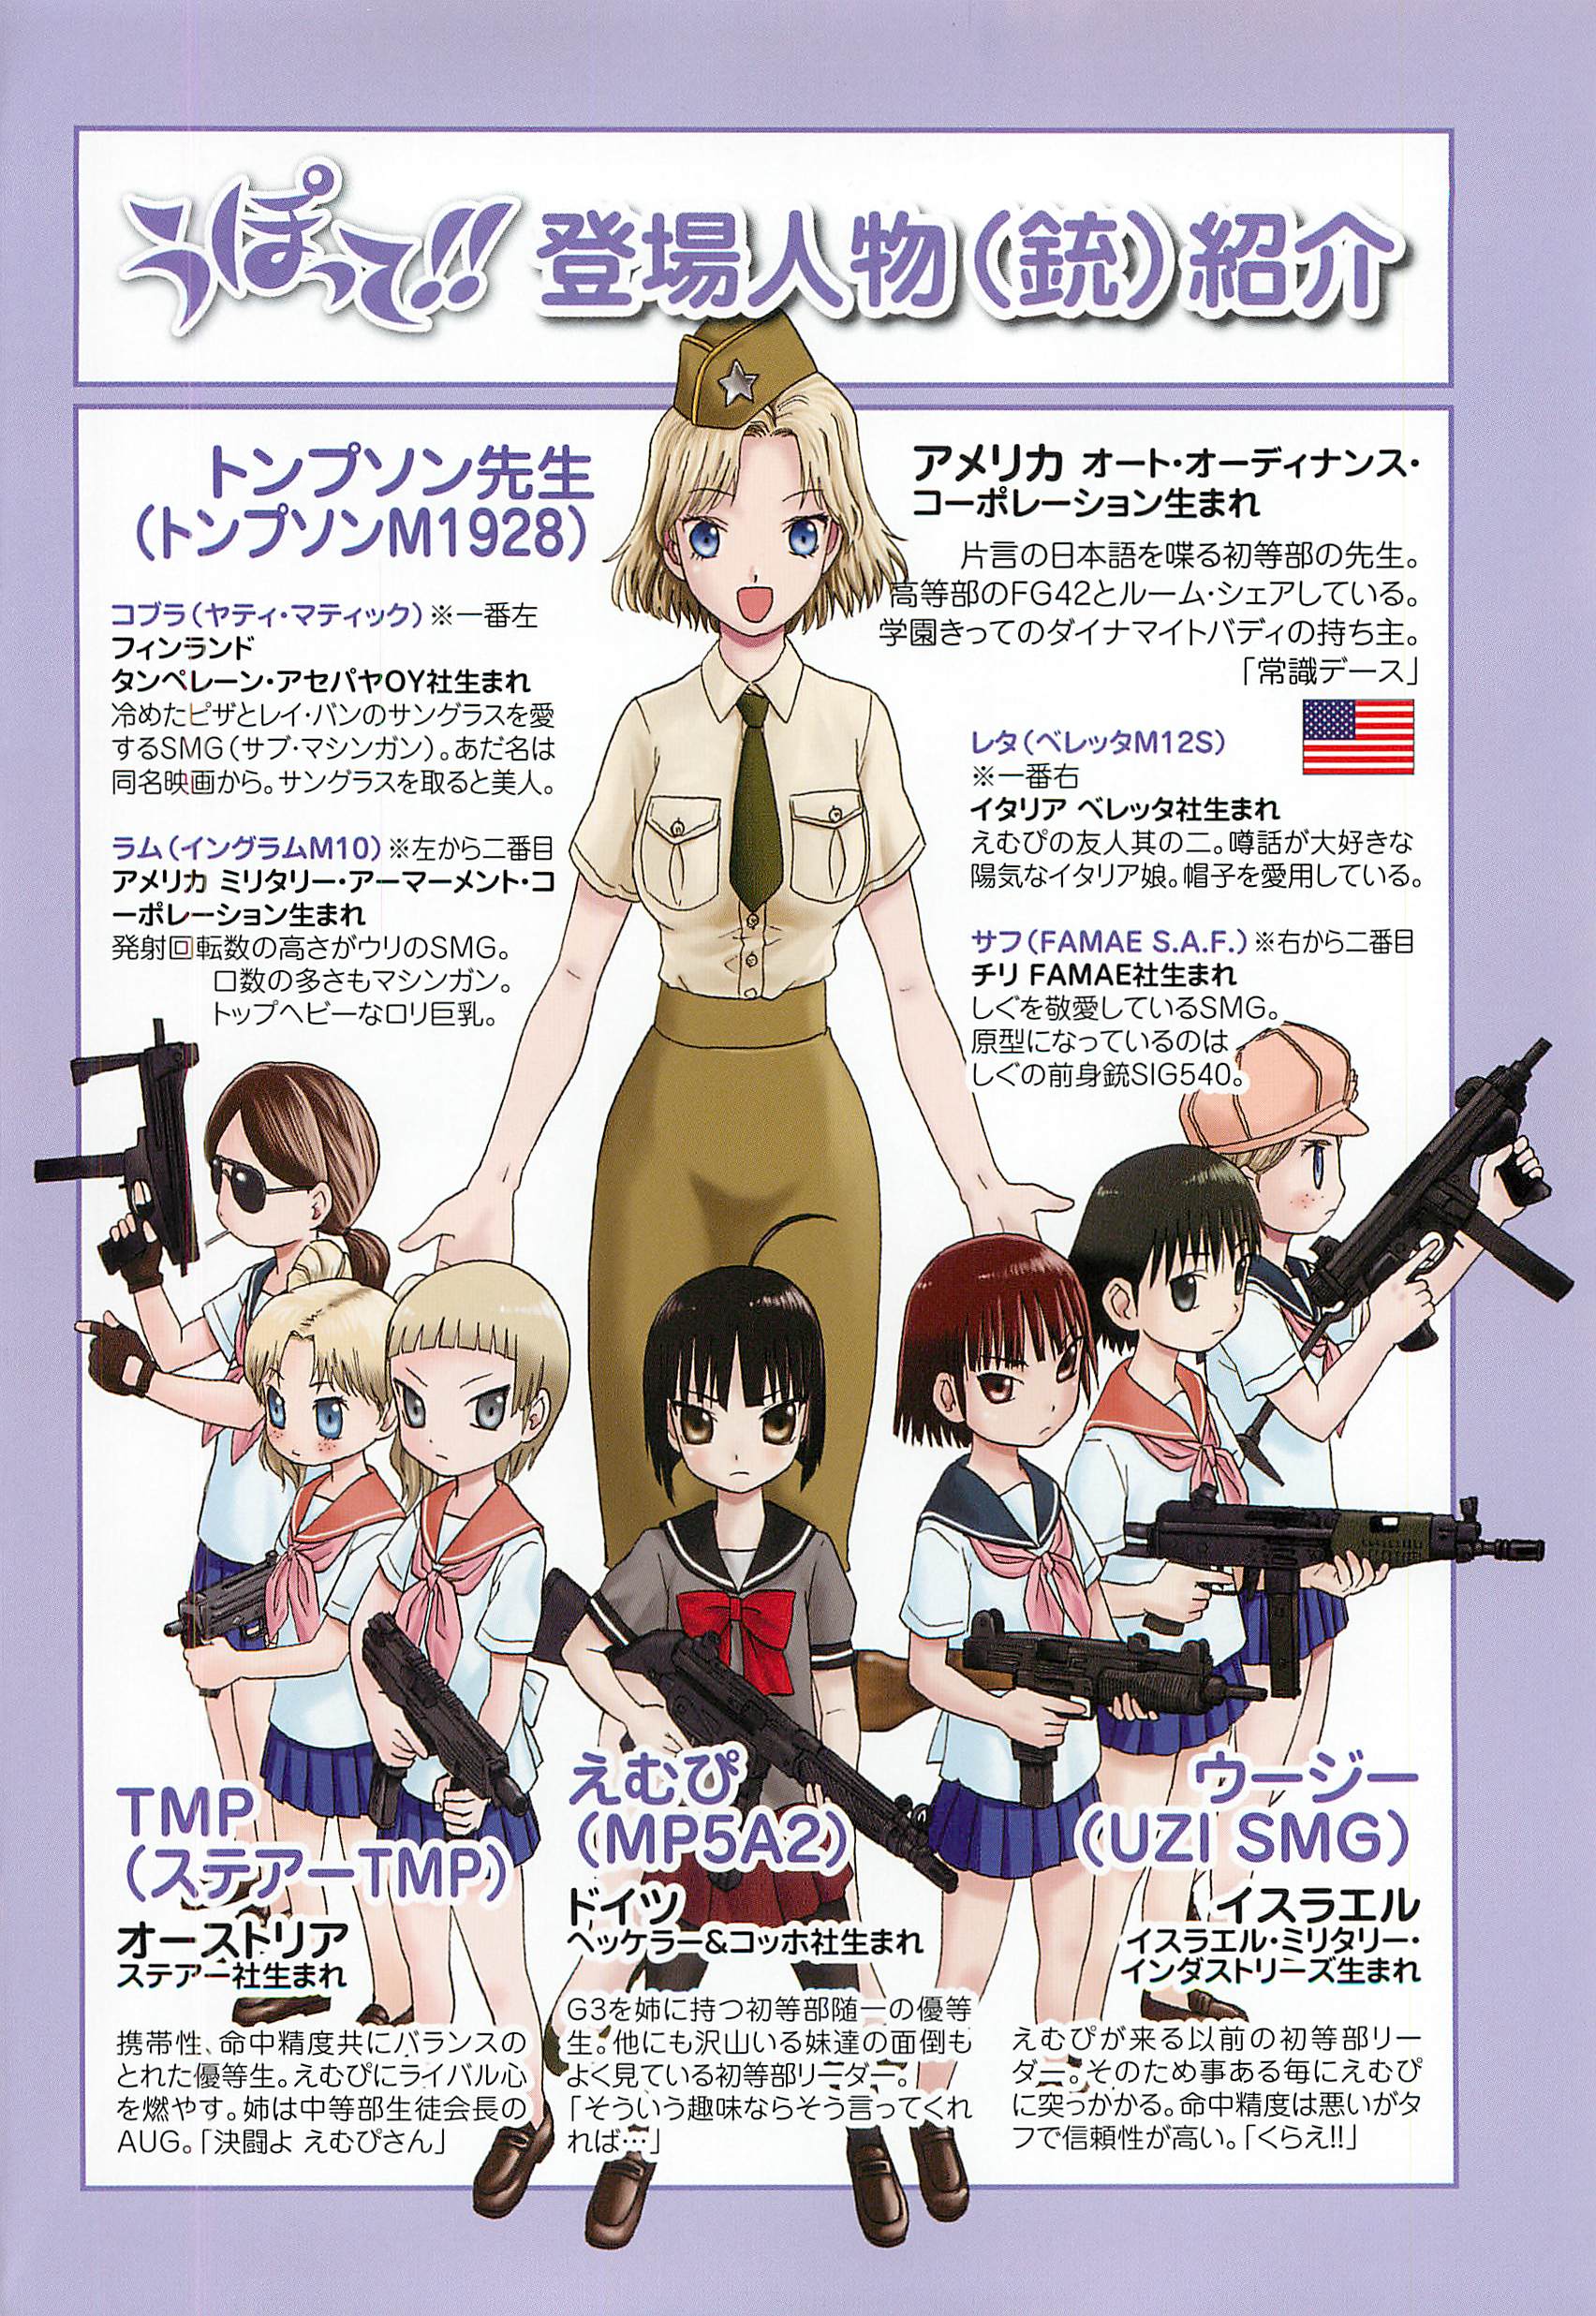 うぽって!! 登場人物（銃）紹介
トンプソン先生
（トンプソンM1928）
アメリカ オート・オーディナンス・
コーポレーション生まれ
片言の日本語を喋る初等部の先生。
高等部のFG42とルーム・シェアしている。
学園きってのダイナマイトバディの持ち主。
「常識デース」
コブラ（ヤティ・マティック）※一番左
フィンランド
タンペレーン・アセパヤOY社生まれ
冷めたピザとレイ・バンのサングラスを愛
するSMG（サブ・マシンガン）。あだ名は
同名映画から。サングラスを取ると美人。
ラム（イングラムM10）※左から二番目
アメリカ ミリタリー・アーマーメント・コ
ーポレーション生まれ
発射回転数の高さがウリのSMG。
口数の多さもマシンガン。
トップヘビーなロリ巨乳。
レタ（ベレッタM12S）
※一番右
イタリア ベレッタ社生まれ
えむぴの友人其の二。噂話が大好きな
陽気なイタリア娘。帽子を愛用している。
サフ（FAMAE S.A.F.）※右から二番目
チリ FAMAE社生まれ
しぐを敬愛しているSMG。
原型になっているのは
しぐの前身銃SIG540。
TMP
（ステアーTMP）
オーストリア
ステアー社生まれ
携帯性、命中精度共にバランスの
とれた優等生。えむぴにライバル心
を燃やす。姉は中等部生徒会長の
AUG。「決闘よ えむぴさん」
えむぴ
（MP5A2）
ドイツ
ヘッケラー&コッホ社生まれ
G3を姉に持つ初等部随一の優等
生。他にも沢山いる妹達の面倒も
よく見ている初等部リーダー。
「そういう趣味ならそう言ってくれ
れば…」
ウージー
（UZI SMG）
イスラエル
イスラエル・ミリタリー・
インダストリーズ生まれ
えむぴが来る以前の初等部リー
ダー。そのため事ある毎にえむぴ
に突っかかる。命中精度は悪いがタ
フで信頼性が高い。「くらえ!!」